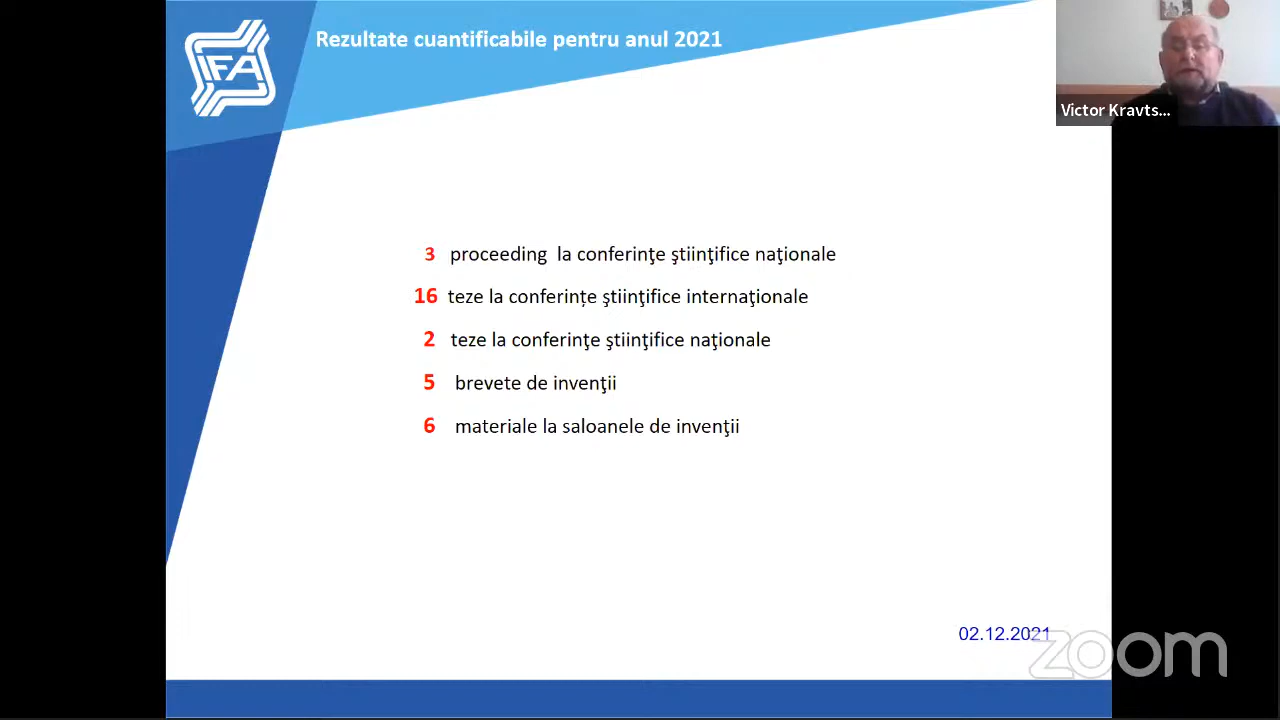 IFA
Rezultate cuantificabile pentru anul 2021
Victor Kravts...
3 proceeding la conferinţe ştiinţifice naţionale
16 teze la conferințe ştiinţifice internaţionale
2 teze la conferinţe ştiinţifice naţionale
5 brevete de invenţii
6 materiale la saloanele de invenţii
02.12.2021
zoom